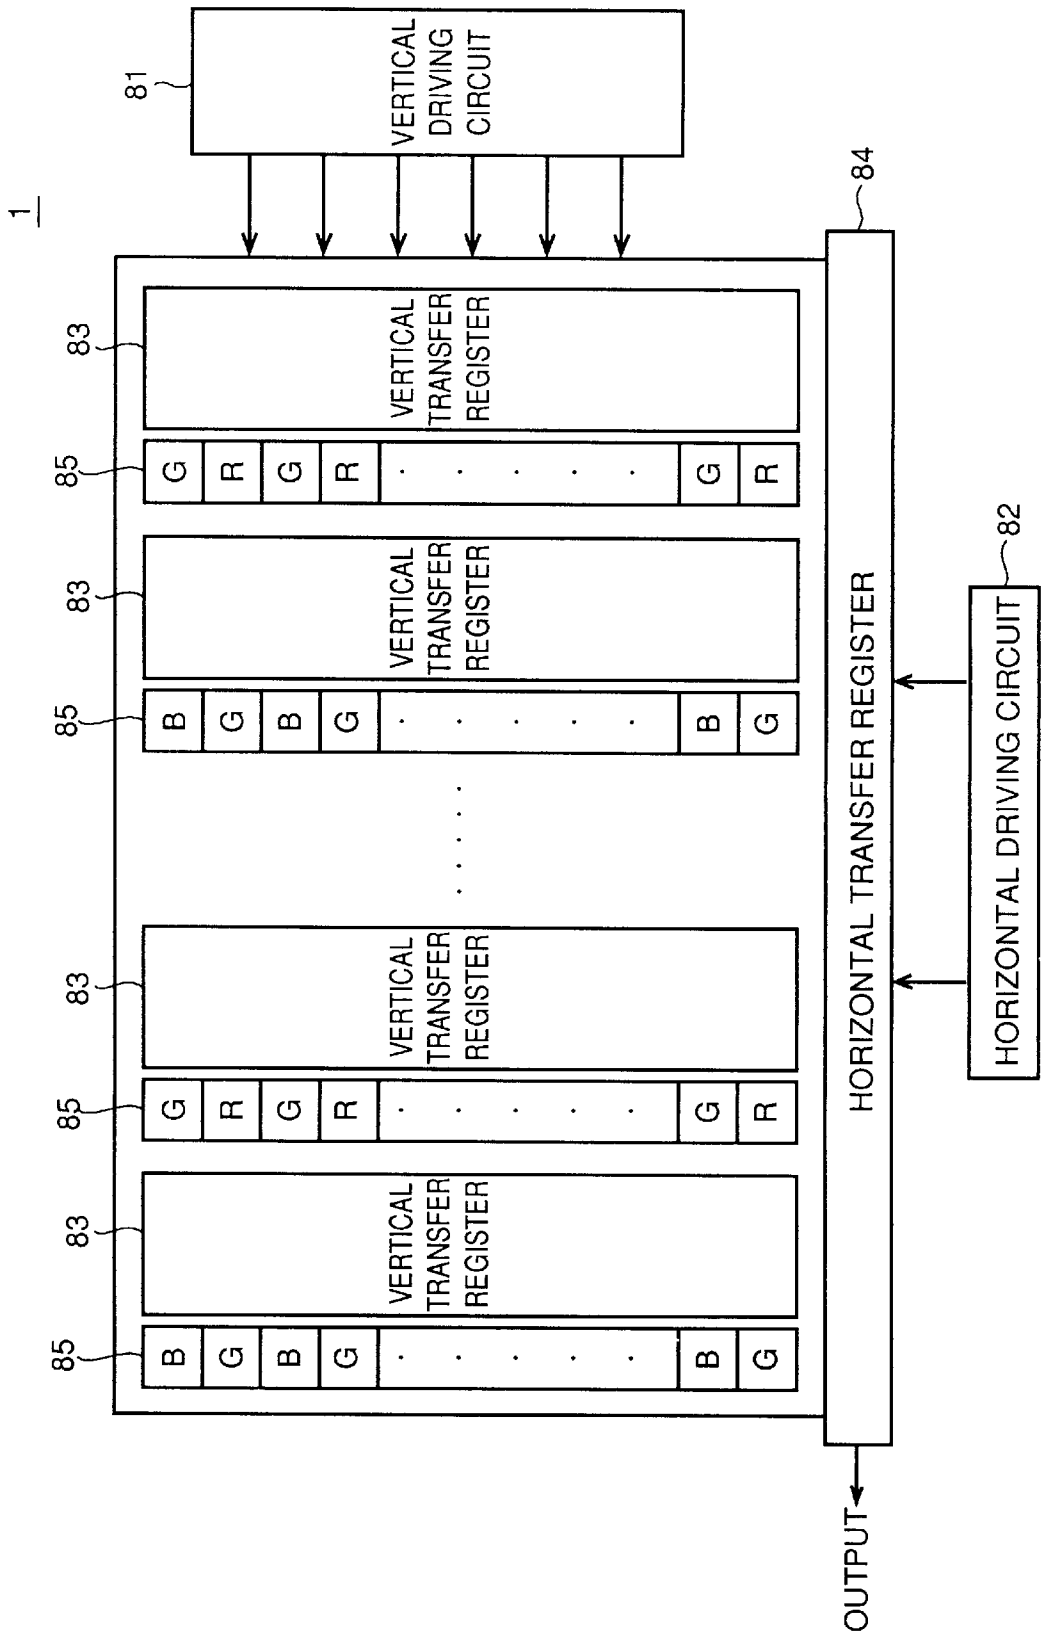 1
85 83 85 83 85 83 85 83
81
B G B G
G R G R
B G B G
G R G R
VERTICAL
TRANSFER
REGISTER
VERTICAL
TRANSFER
REGISTER
VERTICAL
TRANSFER
REGISTER
VERTICAL
TRANSFER
REGISTER
VERTICAL
DRIVING
CIRCUIT
B G B G
G R G R
OUTPUT
HORIZONTAL TRANSFER REGISTER
84
HORIZONTAL DRIVING CIRCUIT
82